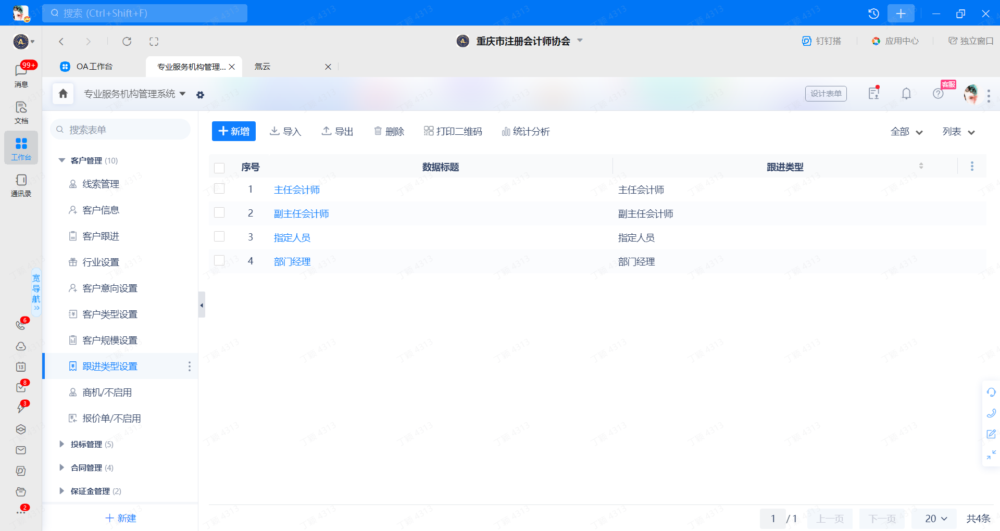 搜索 (Ctrl+Shift+F)
重庆市注册会计师协会
钉钉搭
应用中心
独立窗口
99+
消息
文档
工作台
通讯录
宽导航
6
13
8
3
2
OA工作台
专业服务机构管理...
氚云
专业服务机构管理系统
设计表单
客服
搜索表单
客户管理 (10)
线索管理
客户信息
客户跟进
行业设置
客户意向设置
客户类型设置
客户规模设置
跟进类型设置
商机/不启用
报价单/不启用
投标管理 (5)
合同管理 (4)
保证金管理 (2)
新建
新增
导入
导出
删除
打印二维码
统计分析
全部
列表
序号 数据标题 跟进类型
1 主任会计师 主任会计师
2 副主任会计师 副主任会计师
3 指定人员 指定人员
4 部门经理 部门经理
1 / 1 上一页 下一页 20 共4条
丁颖 4313